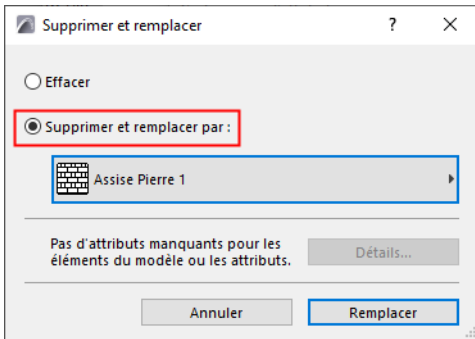 Supprimer et remplacer
Effacer
Supprimer et remplacer par :
Assise Pierre 1
Pas d'attributs manquants pour les
éléments du modèle ou les attributs.
Détails...
Annuler
Remplacer